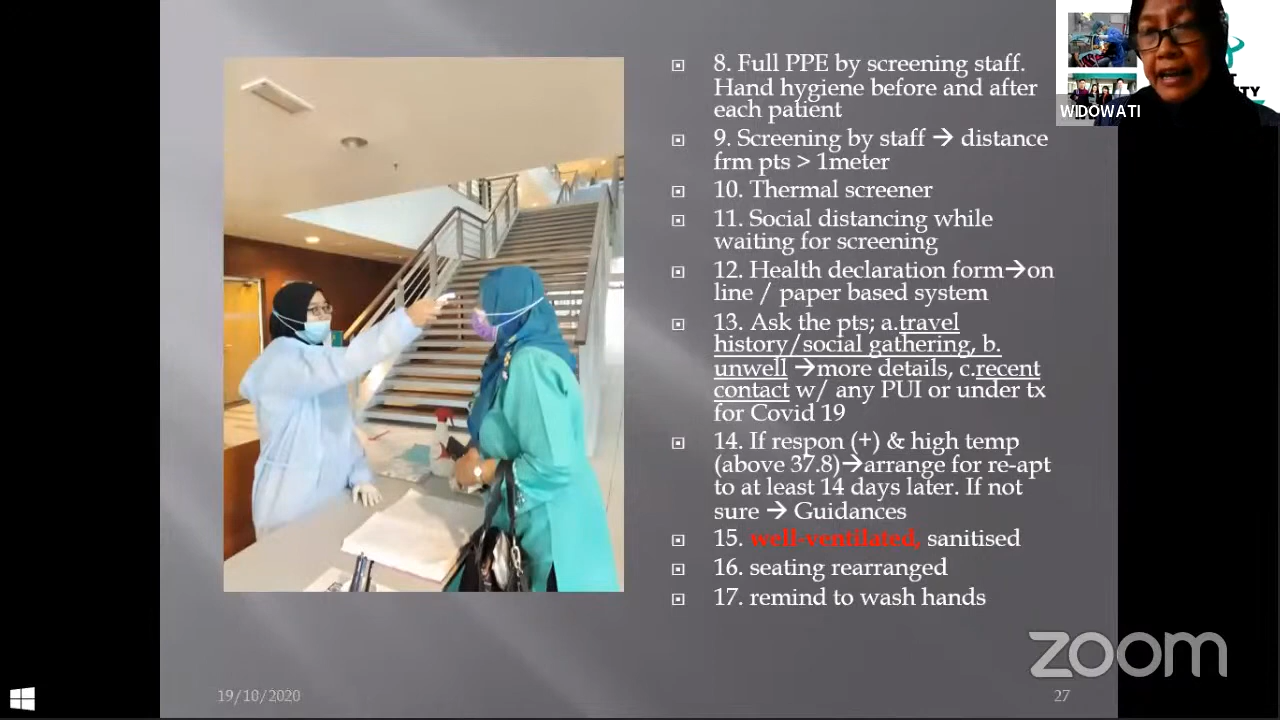 8. Full PPE by screening staff.
Hand hygiene before and after
each patient
9. Screening by staff → distance
frm pts > 1meter
10. Thermal screener
11. Social distancing while
waiting for screening
12. Health declaration form→on
line / paper based system
13. Ask the pts; a.travel
history/social gathering, b.
unwell →more details, c.recent
contact w/ any PUI or under tx
for Covid 19
14. If respon (+) & high temp
(above 37.8)→arrange for re-apt
to at least 14 days later. If not
sure → Guidances
15. well-ventilated, sanitised
16. seating rearranged
17. remind to wash hands
WIDOWATI
zoom
19/10/2020
27